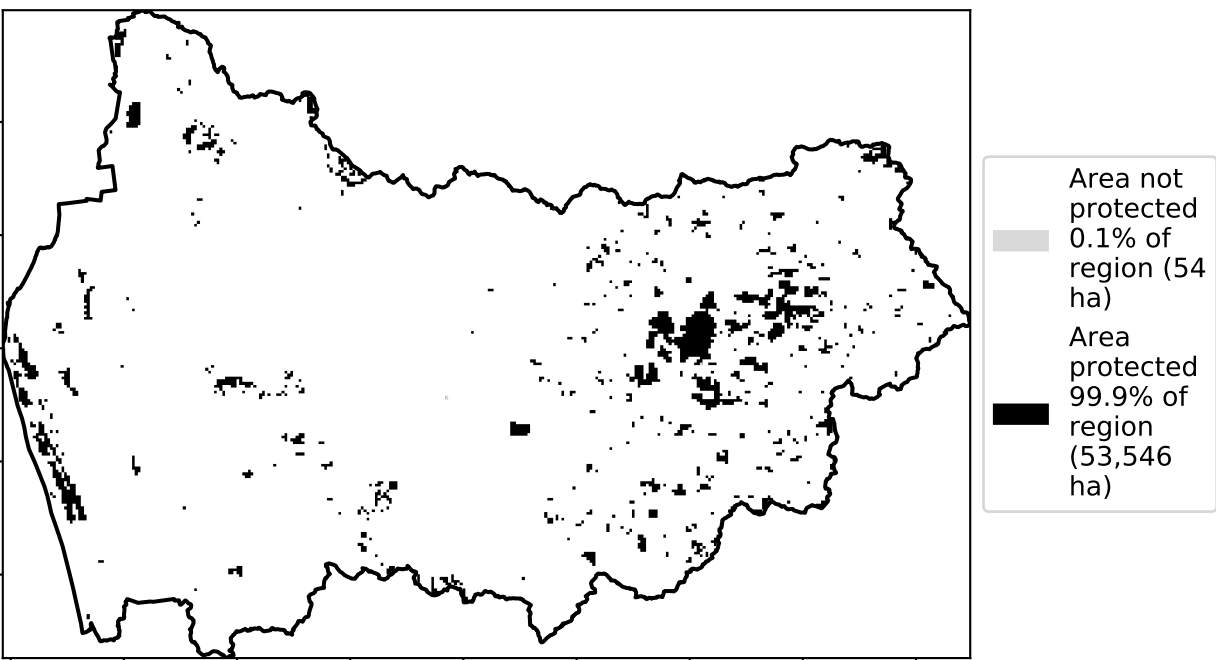 Area not
protected
0.1% of
region (54
ha)
Area
protected
99.9% of
region
(53,546
ha)